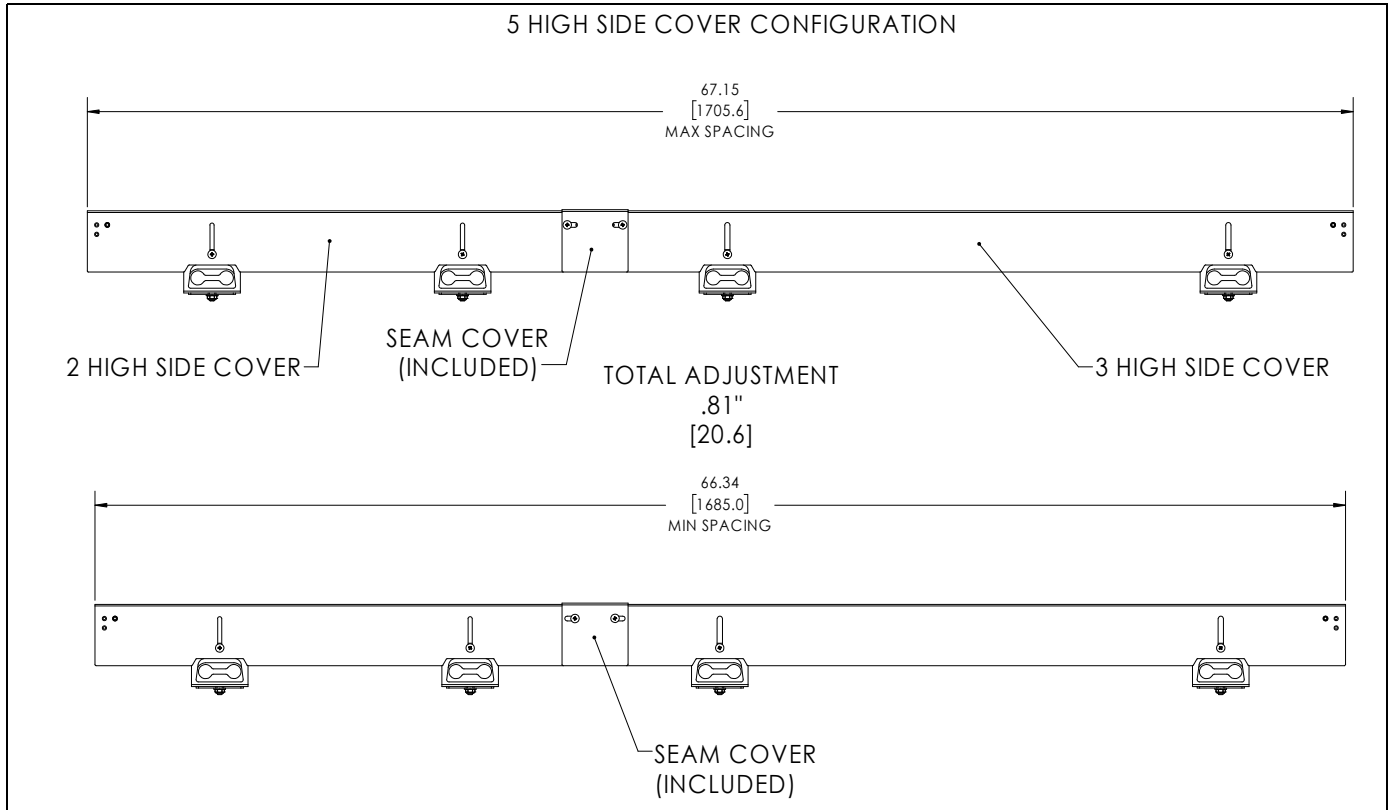 5 HIGH SIDE COVER CONFIGURATION
67.15
[1705.6]
MAX SPACING
2 HIGH SIDE COVER
SEAM COVER
(INCLUDED)
3 HIGH SIDE COVER
TOTAL ADJUSTMENT
.81"
[20.6]
66.34
[1685.0]
MIN SPACING
SEAM COVER
(INCLUDED)